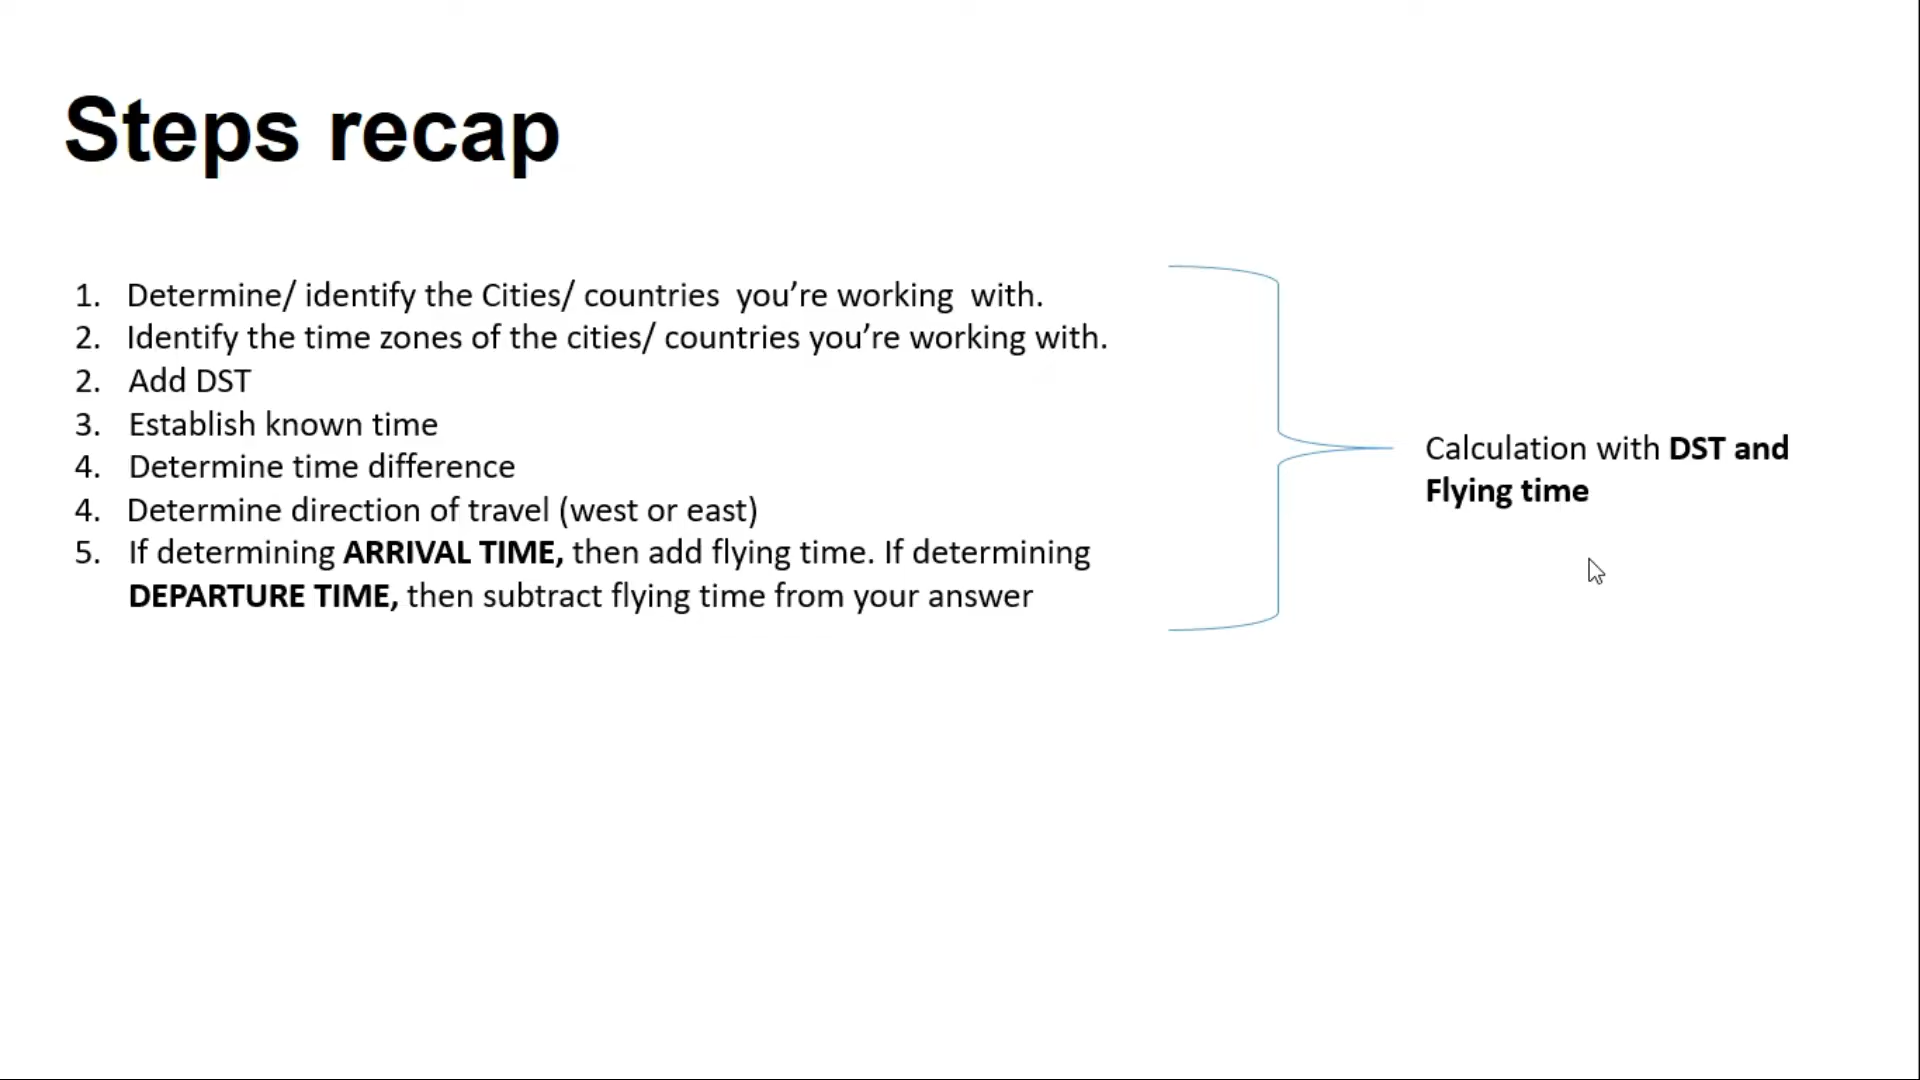 Steps recap
1. Determine/ identify the Cities/ countries  you’re working  with.
2. Identify the time zones of the cities/ countries you’re working with.
2. Add DST
3. Establish known time
4. Determine time difference
4. Determine direction of travel (west or east)
5. If determining ARRIVAL TIME, then add flying time. If determining
DEPARTURE TIME, then subtract flying time from your answer
Calculation with DST and
Flying time